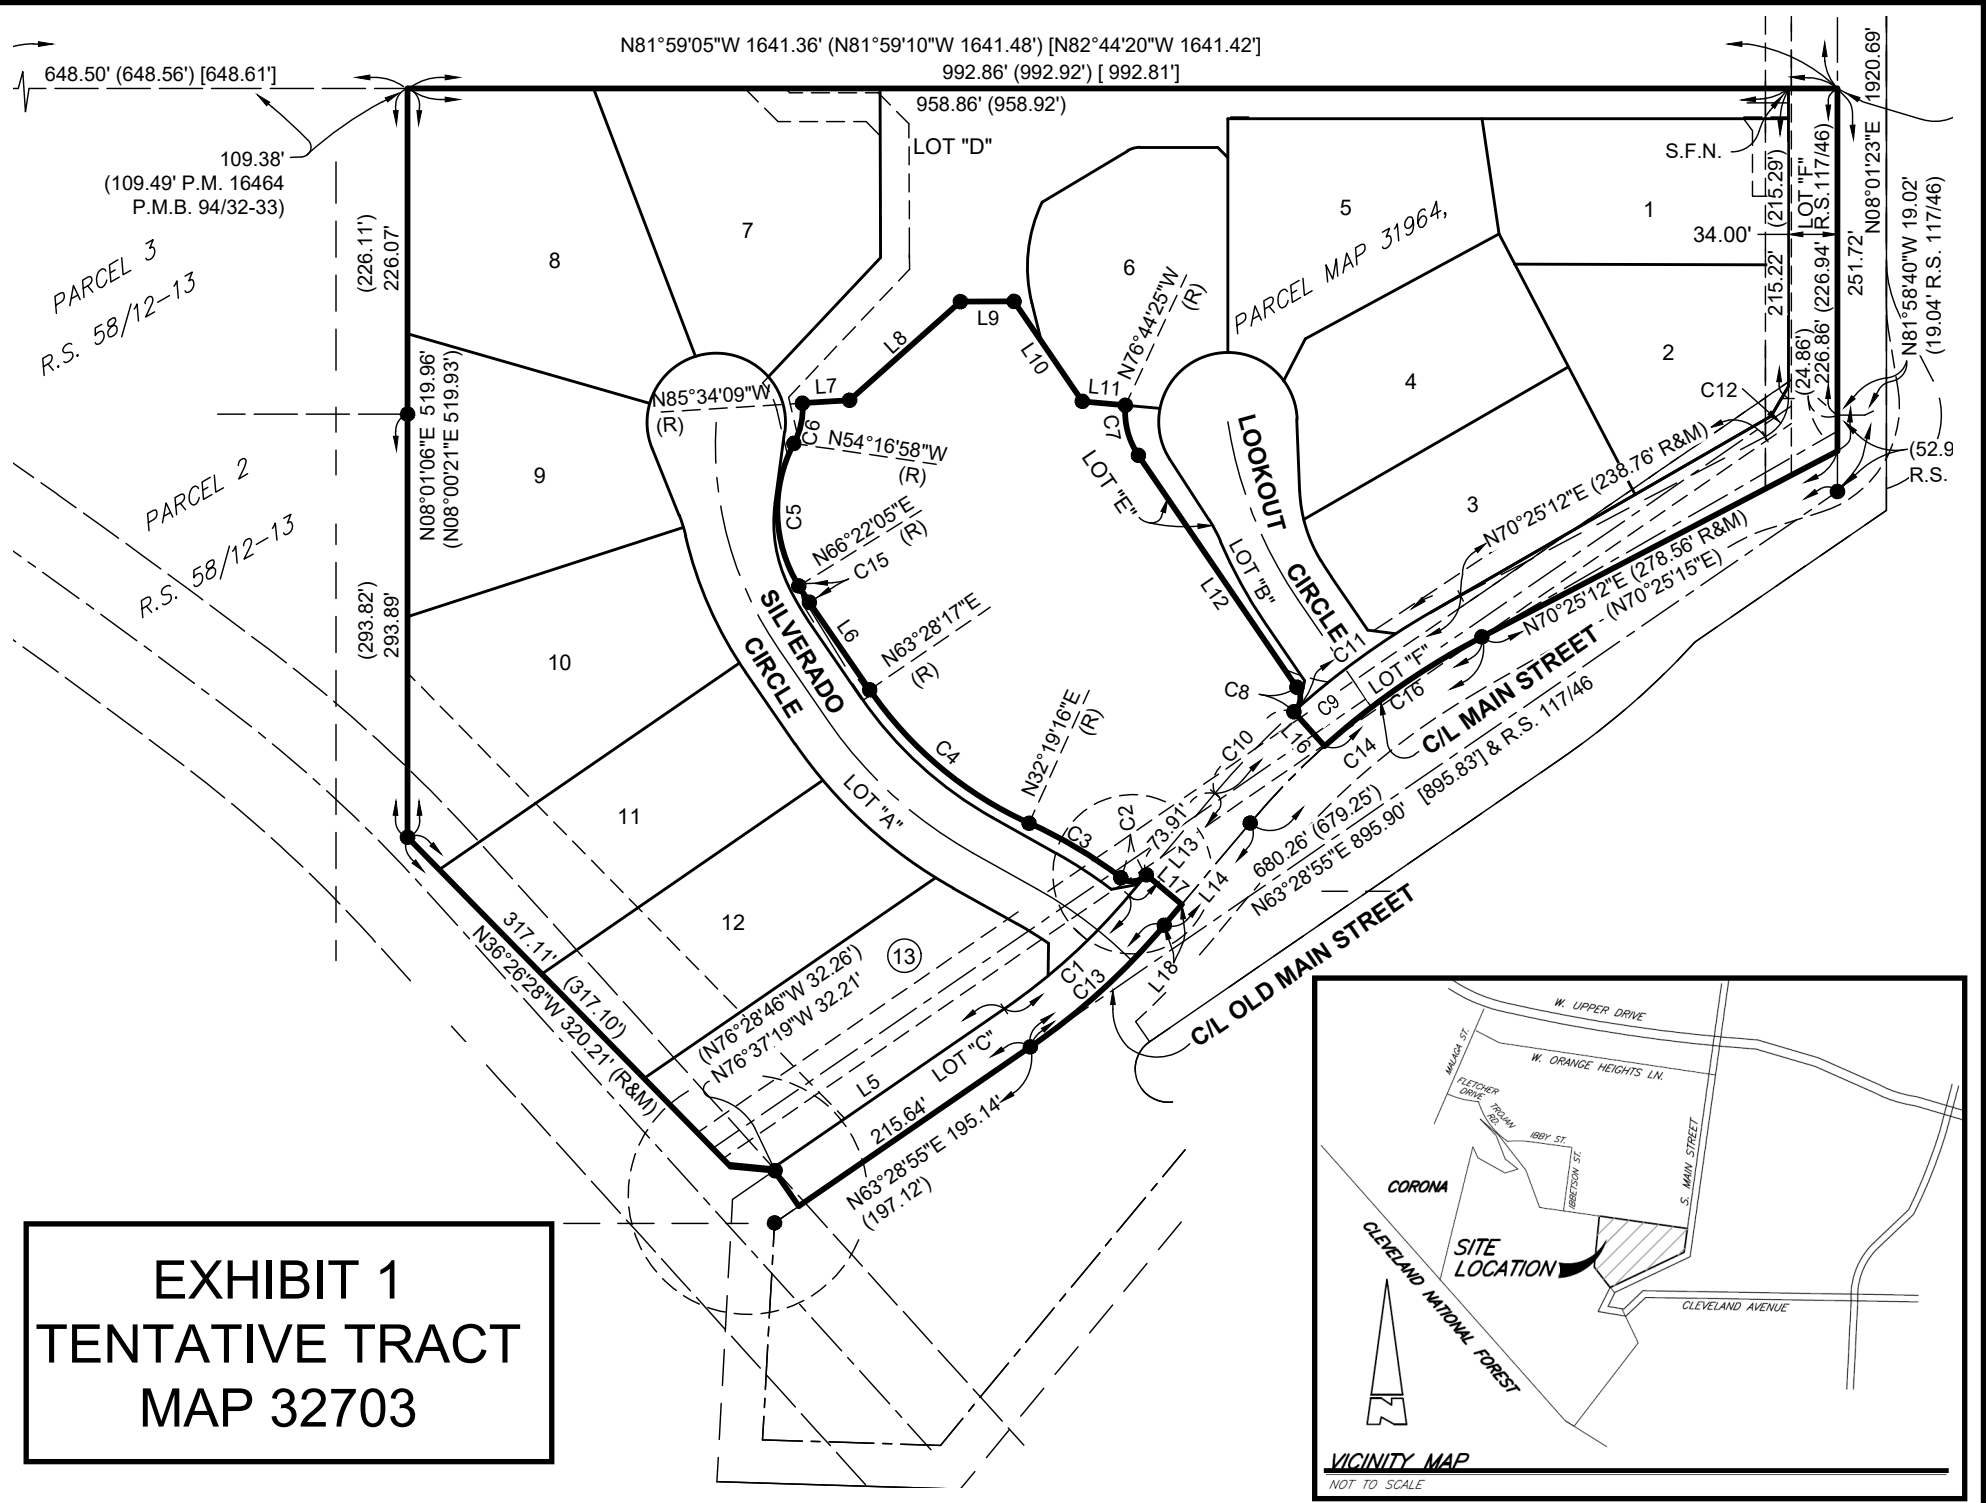 N81°59'05"W 1641.36' (N81°59'10"W 1641.48') [N82°44'20"W 1641.42']
648.50' (648.56') [648.61']
992.86' (992.92') [ 992.81']
958.86' (958.92')
LOT "D"
109.38'
(109.49' P.M. 16464
P.M.B. 94/32-33)
S.F.N.
N08°01'23"E 1920.69'
LOT "F"
34.00'
215.22' (215.29')
(24.86')
226.86' (226.94' R.S.117/46)
251.72'
N81°58'40"W 19.02'
(19.04' R.S. 117/46)
(52.9
R.S.
PARCEL 3
R.S. 58/12-13
(226.11')
226.07'
8
7
6
5
1
PARCEL MAP 31964,
2
4
3
C12
N85°34'09"W
(R)
L7
L8
L9
L10
L11
N76°44'25"W
(R)
C6
C7
N54°16'58"W
(R)
PARCEL 2
R.S. 58/12-13
N08°01'06"E 519.96'
(N08°00'21"E 519.93')
9
C5
N66°22'05"E
(R)
C15
L6
N63°28'17"E
(R)
LOT "E"
LOOKOUT
CIRCLE
LOT "B"
L12
N70°25'12"E (238.76' R&M)
N70°25'12"E (278.56' R&M)
(N70°25'15"E)
(293.82')
293.89'
10
SILVERADO
CIRCLE
C8
C11
C9
LOT "F"
C16
C/L MAIN STREET
C4
N32°19'16"E
(R)
L16
C10
C14
11
LOT "A"
C3
C2
73.91'
L13
680.26' (679.25')
N63°28'55"E 895.90' [895.83'] & R.S. 117/46
L17
L14
C/L OLD MAIN STREET
12
317.11' (317.10')
N36°26'28"W 320.21' (R&M)
(N76°28'46"W 32.26')
N76°37'19"W 32.21'
13
C1
C13
L18
LOT "C"
L5
215.64'
N63°28'55"E 195.14'
(197.12')
EXHIBIT 1
TENTATIVE TRACT
MAP 32703
W. UPPER DRIVE
MALAGA ST.
W. ORANGE HEIGHTS LN.
FLETCHER
DRIVE
TROJAN
RD.
IBBY ST.
IBBETSON ST.
S. MAIN STREET
CORONA
SITE
LOCATION
CLEVELAND NATIONAL FOREST
CLEVELAND AVENUE
N
VICINITY MAP
NOT TO SCALE